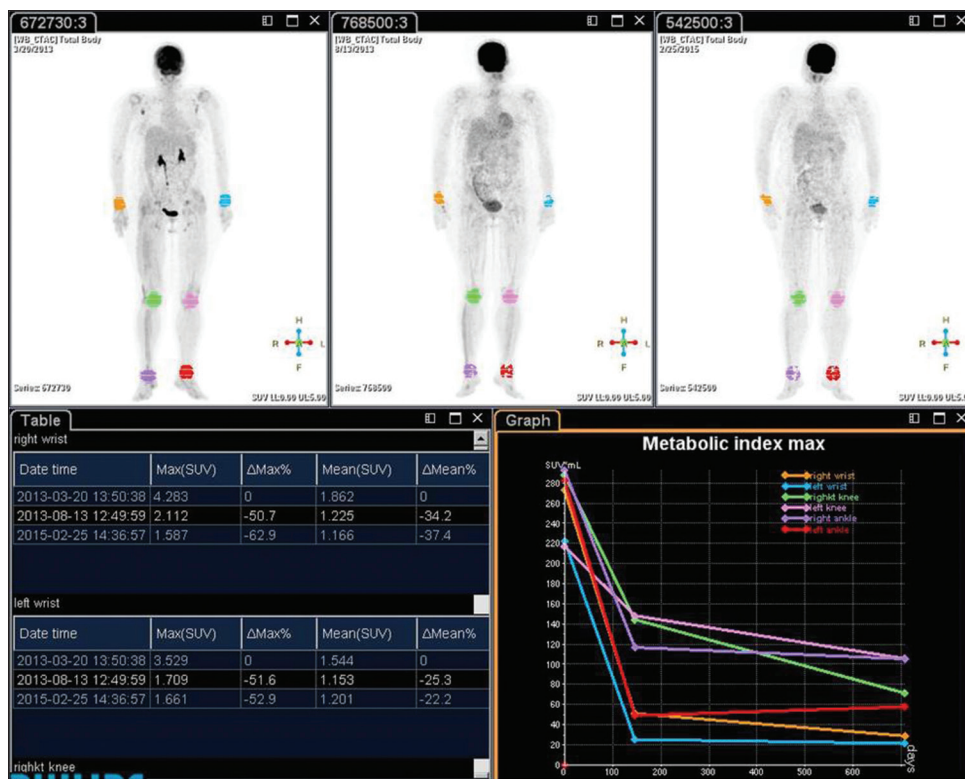 672730:3
[WB_CTAC] Total Body
3/20/2013
H
R A L
F
Series: 672730
SUV LL:0.00 UL:5.00
768500:3
[WB_CTAC] Total Body
8/13/2013
H
R A L
F
Series: 768500
SUV LL:0.00 UL:5.00
542500:3
[WB_CTAC] Total Body
2/25/2015
H
R A L
F
Series: 542500
SUV LL:0.00 UL:5.00
Table
right wrist
Date time Max(SUV) ΔMax% Mean(SUV) ΔMean%
2013-03-20 13:50:38 4.283 0 1.862 0
2013-08-13 12:49:59 2.112 -50.7 1.225 -34.2
2015-02-25 14:36:57 1.587 -62.9 1.166 -37.4
left wrist
Date time Max(SUV) ΔMax% Mean(SUV) ΔMean%
2013-03-20 13:50:38 3.529 0 1.544 0
2013-08-13 12:49:59 1.709 -51.6 1.153 -25.3
2015-02-25 14:36:57 1.661 -52.9 1.201 -22.2
righkt knee
PHILIPS
Graph
Metabolic index max
SUV*mL
280
260
240
220
200
180
160
140
120
100
80
60
40
20
0
0 100 200 300 400 500 600
days
right wrist
left wrist
righkt knee
left knee
right ankle
left ankle